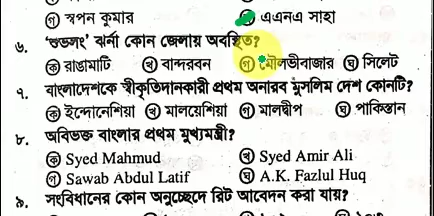 গ স্বপন কুমার ঘ এএনএ সাহা
৬. 'শুভলং' ঝর্না কোন জেলায় অবস্থিত?
ক রাঙামাটি খ বান্দরবন গ মৌলভীবাজার ঘ সিলেট
৭. বাংলাদেশকে স্বীকৃতিদানকারী প্রথম অনারব মুসলিম দেশ কোনটি?
ক ইন্দোনেশিয়া খ মালয়েশিয়া গ মালদ্বীপ ঘ পাকিস্তান
৮. অবিভক্ত বাংলার প্রথম মুখ্যমন্ত্রী?
ক Syed Mahmud খ Syed Amir Ali
গ Sawab Abdul Latif ঘ A.K. Fazlul Huq
৯. সংবিধানের কোন অনুচ্ছেদে রিট আবেদন করা যায়?